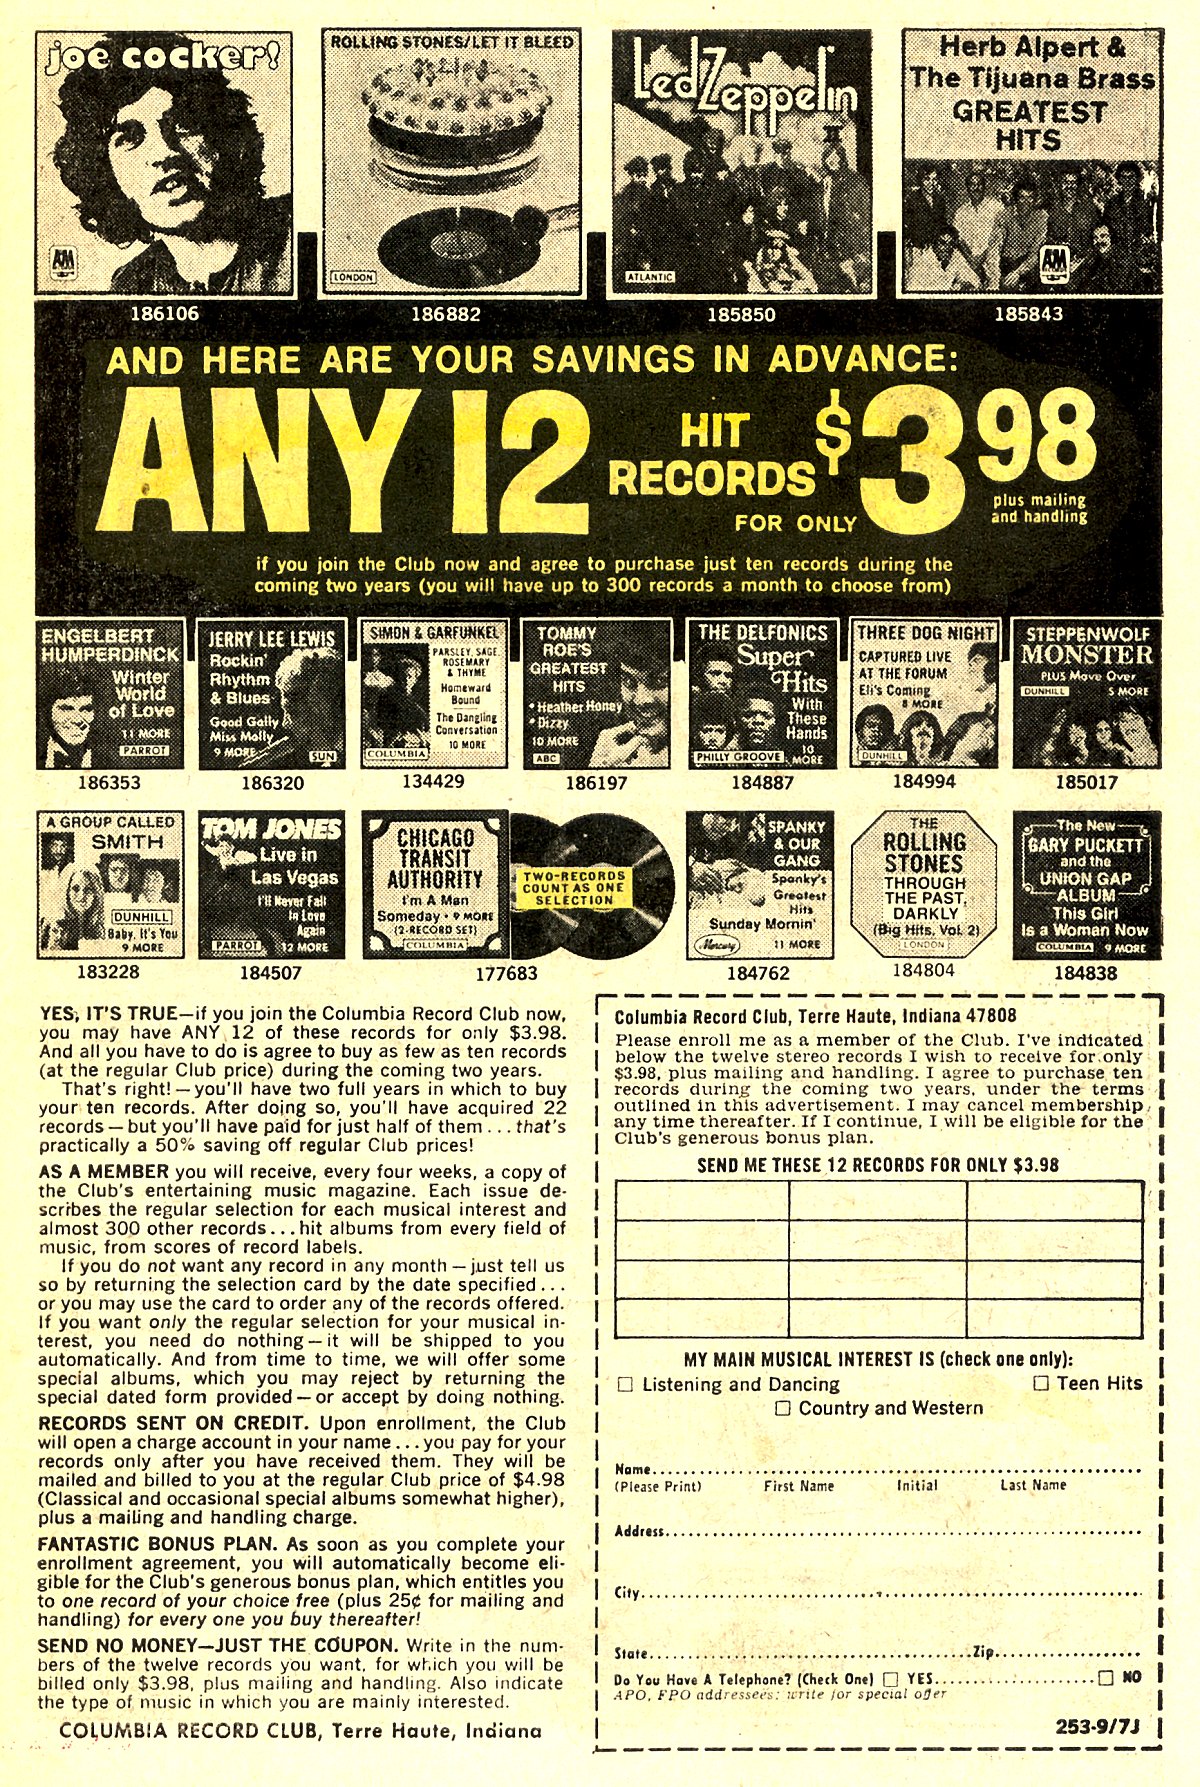 joe cocker!
AM
186106
ROLLING STONES/LET IT BLEED
LONDON
186882
Led Zeppelin
II
ATLANTIC
185850
Herb Alpert &
The Tijuana Brass
GREATEST
HITS
AM
185843
AND HERE ARE YOUR SAVINGS IN ADVANCE:
ANY 12
HIT
RECORDS
FOR ONLY
$3.98
plus mailing
and handling
if you join the Club now and agree to purchase just ten records during the
coming two years (you will have up to 300 records a month to choose from)
ENGELBERT
HUMPERDINCK
Winter
World
of Love
11 MORE
PARROT
186353
JERRY LEE LEWIS
Rockin'
Rhythm
& Blues
Good Golly
Miss Molly
9 MORE
SUN
186320
SIMON & GARFUNKEL
PARSLEY, SAGE
ROSEMARY
& THYME
Homeward
Bound
The Dangling
Conversation
10 MORE
COLUMBIA
134429
TOMMY
ROE'S
GREATEST
HITS
• Heather Honey
• Dizzy
10 MORE
ABC
186197
THE DELFONICS
Super
Hits
With
These
Hands
10
MORE
PHILLY GROOVE
184887
THREE DOG NIGHT
CAPTURED LIVE
AT THE FORUM
Eli's Coming
8 MORE
DUNHILL
184994
STEPPENWOLF
MONSTER
PLUS Move Over
DUNHILL
5 MORE
185017
A GROUP CALLED
SMITH
DUNHILL
Baby, It's You
9 MORE
183228
TOM JONES
Live in
Las Vegas
I'll Never Fall
In Love
Again
PARROT
12 MORE
184507
CHICAGO
TRANSIT
AUTHORITY
I'm A Man
Someday • 9 MORE
(2-RECORD SET)
COLUMBIA
TWO-RECORDS
COUNT AS ONE
SELECTION
177683
SPANKY
& OUR
GANG
Spanky's
Greatest
Hits
Sunday Mornin'
Mercury
11 MORE
184762
THE
ROLLING
STONES
THROUGH
THE PAST,
DARKLY
(Big Hits, Vol. 2)
LONDON
184804
The New
GARY PUCKETT
and the
UNION GAP
ALBUM
This Girl
Is a Woman Now
COLUMBIA 9 MORE
184838
YES, IT'S TRUE—if you join the Columbia Record Club now,
you may have ANY 12 of these records for only $3.98.
And all you have to do is agree to buy as few as ten records
(at the regular Club price) during the coming two years.
That's right!—you'll have two full years in which to buy
your ten records. After doing so, you'll have acquired 22
records—but you'll have paid for just half of them...that's
practically a 50% saving off regular Club prices!
AS A MEMBER you will receive, every four weeks, a copy of
the Club's entertaining music magazine. Each issue de-
scribes the regular selection for each musical interest and
almost 300 other records...hit albums from every field of
music, from scores of record labels.
If you do not want any record in any month—just tell us
so by returning the selection card by the date specified...
or you may use the card to order any of the records offered.
If you want only the regular selection for your musical in-
terest, you need do nothing—it will be shipped to you
automatically. And from time to time, we will offer some
special albums, which you may reject by returning the
special dated form provided—or accept by doing nothing.
RECORDS SENT ON CREDIT. Upon enrollment, the Club
will open a charge account in your name...you pay for your
records only after you have received them. They will be
mailed and billed to you at the regular Club price of $4.98
(Classical and occasional special albums somewhat higher),
plus a mailing and handling charge.
FANTASTIC BONUS PLAN. As soon as you complete your
enrollment agreement, you will automatically become eli-
gible for the Club's generous bonus plan, which entitles you
to one record of your choice free (plus 25¢ for mailing and
handling) for every one you buy thereafter!
SEND NO MONEY—JUST THE COUPON. Write in the num-
bers of the twelve records you want, for which you will be
billed only $3.98, plus mailing and handling. Also indicate
the type of music in which you are mainly interested.
COLUMBIA RECORD CLUB, Terre Haute, Indiana
Columbia Record Club, Terre Haute, Indiana 47808
Please enroll me as a member of the Club. I've indicated
below the twelve stereo records I wish to receive for only
$3.98, plus mailing and handling. I agree to purchase ten
records during the coming two years, under the terms
outlined in this advertisement. I may cancel membership
any time thereafter. If I continue, I will be eligible for the
Club's generous bonus plan.
SEND ME THESE 12 RECORDS FOR ONLY $3.98
MY MAIN MUSICAL INTEREST IS (check one only):
☐ Listening and Dancing ☐ Teen Hits
☐ Country and Western
Name
(Please Print) First Name Initial Last Name
Address
City
State Zip
Do You Have A Telephone? (Check One) ☐ YES ☐ NO
APO, FPO addressees: write for special offer
253-9/7J